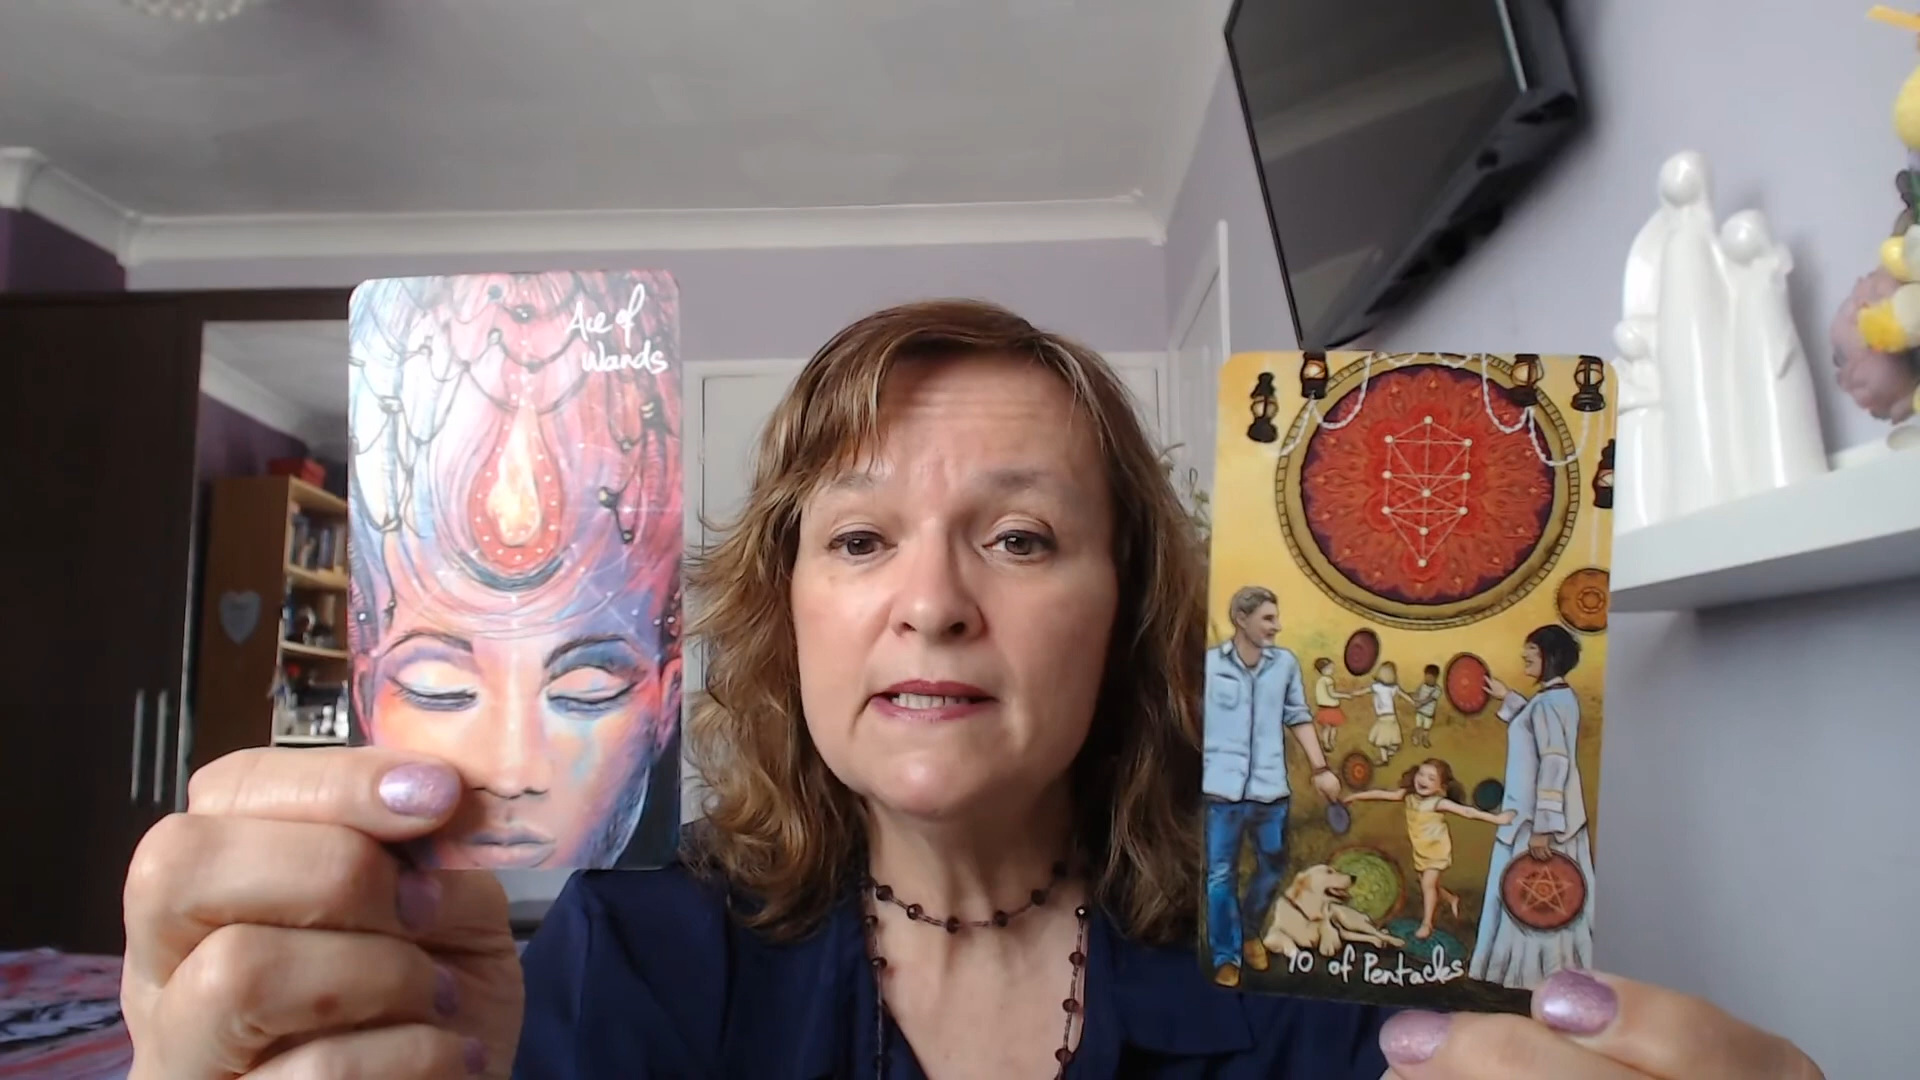 Ace of
Wands
10 of Pentacles